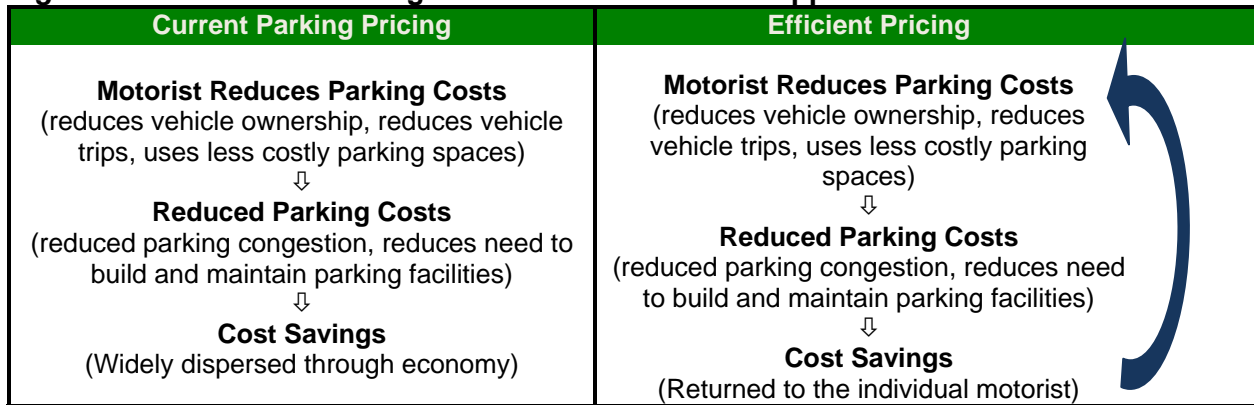 Current Parking Pricing
Motorist Reduces Parking Costs
(reduces vehicle ownership, reduces vehicle
trips, uses less costly parking spaces)
⇩
Reduced Parking Costs
(reduced parking congestion, reduces need to
build and maintain parking facilities)
⇩
Cost Savings
(Widely dispersed through economy)
Efficient Pricing
Motorist Reduces Parking Costs
(reduces vehicle ownership, reduces
vehicle trips, uses less costly parking
spaces)
⇩
Reduced Parking Costs
(reduced parking congestion, reduces need
to build and maintain parking facilities)
⇩
Cost Savings
(Returned to the individual motorist)